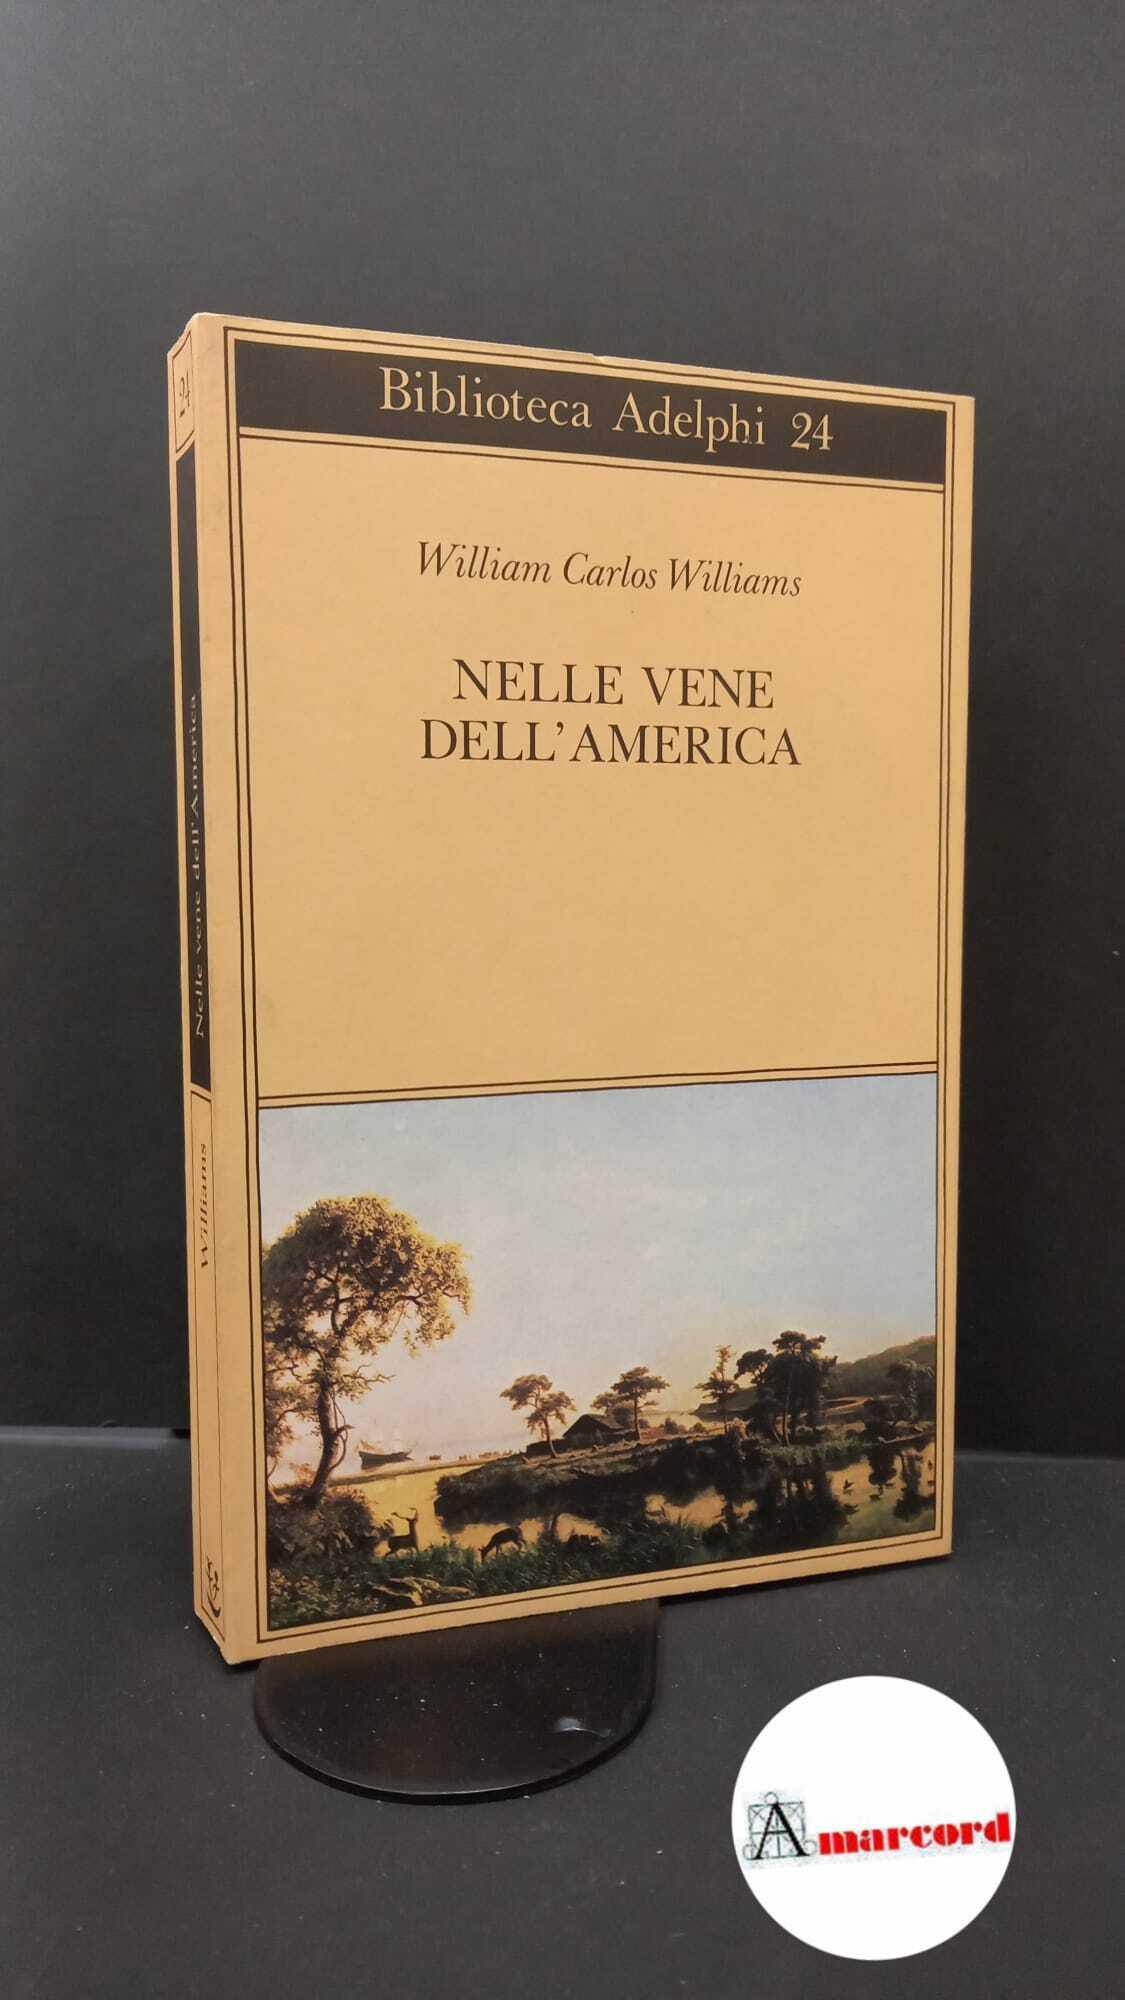 Biblioteca Adelphi 24
William Carlos Williams
NELLE VENE
DELL'AMERICA
24
Nelle vene dell'America
Williams
Amarcord